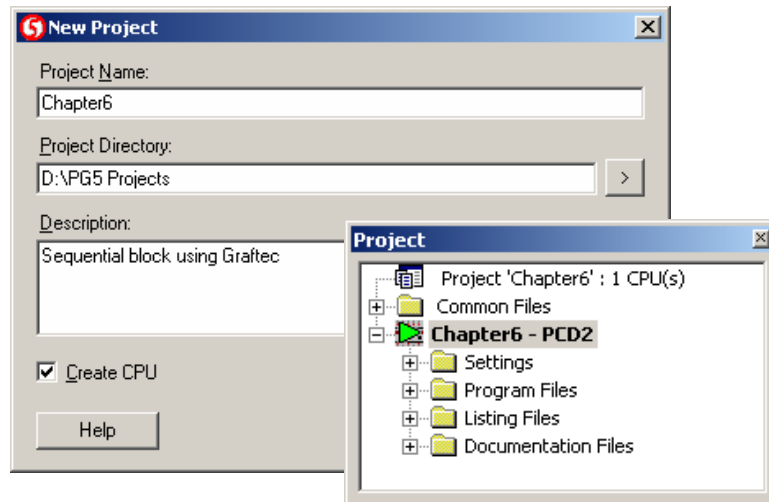 New Project
Project Name:
Chapter6
Project Directory:
D:\PG5 Projects
>
Description:
Sequential block using Graftec
Create CPU
Help
Project
Project 'Chapter6' : 1 CPU(s)
Common Files
Chapter6 - PCD2
Settings
Program Files
Listing Files
Documentation Files